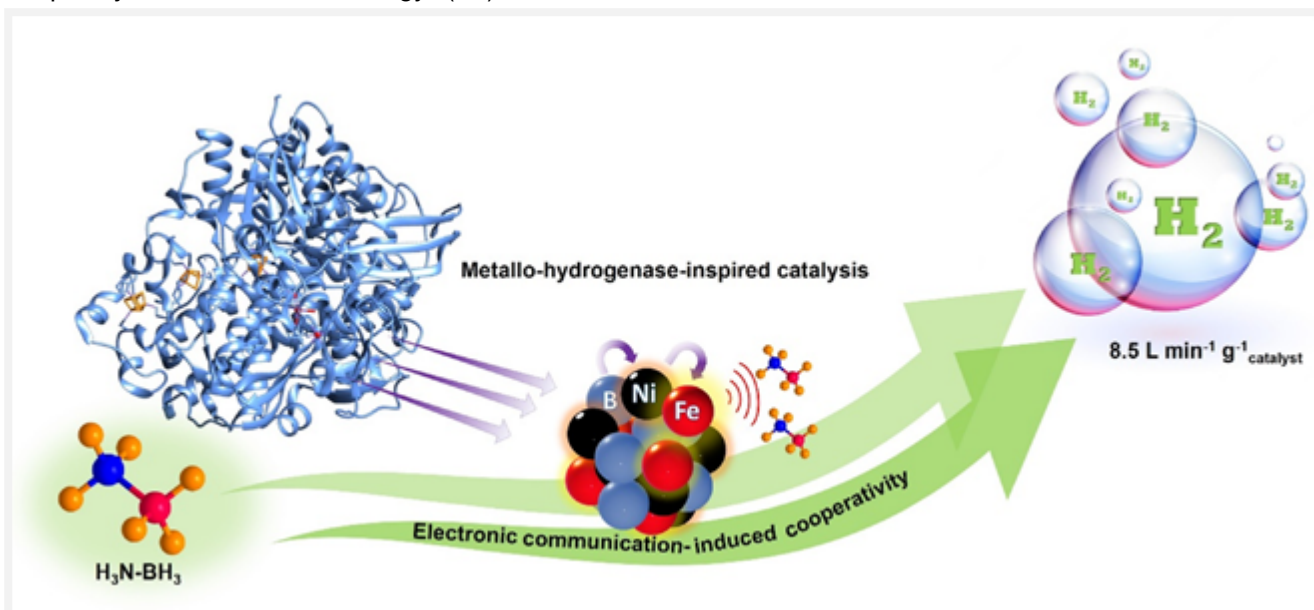 Metallo-hydrogenase-inspired catalysis
H₂
H₂
H₂
H₂
H₂
H₂
H₂
H₂
8.5 L min⁻¹ g⁻¹catalyst
B
Ni
Fe
Electronic communication- induced cooperativity
H₃N-BH₃